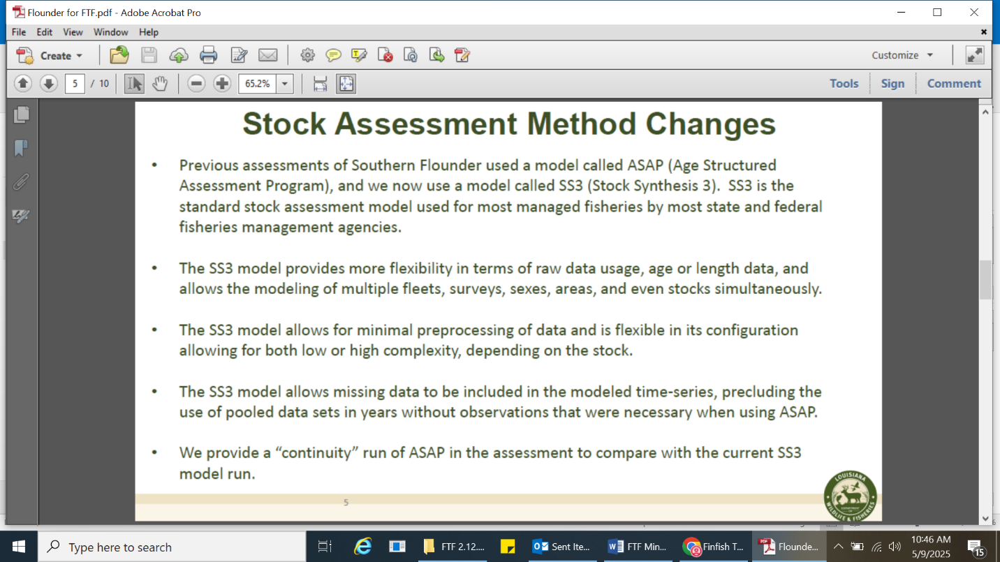 Flounder for FTF.pdf - Adobe Acrobat Pro
File Edit View Window Help
Create
Customize
5 / 10
65.2%
Tools Sign Comment
Stock Assessment Method Changes
• Previous assessments of Southern Flounder used a model called ASAP (Age Structured
Assessment Program), and we now use a model called SS3 (Stock Synthesis 3). SS3 is the
standard stock assessment model used for most managed fisheries by most state and federal
fisheries management agencies.
• The SS3 model provides more flexibility in terms of raw data usage, age or length data, and
allows the modeling of multiple fleets, surveys, sexes, areas, and even stocks simultaneously.
• The SS3 model allows for minimal preprocessing of data and is flexible in its configuration
allowing for both low or high complexity, depending on the stock.
• The SS3 model allows missing data to be included in the modeled time-series, precluding the
use of pooled data sets in years without observations that were necessary when using ASAP.
• We provide a “continuity” run of ASAP in the assessment to compare with the current SS3
model run.
5
LOUISIANA
WILDLIFE & FISHERIES
Type here to search
FTF 2.12....
Sent Ite...
FTF Min...
Finfish T...
Flounde...
10:46 AM
5/9/2025
15